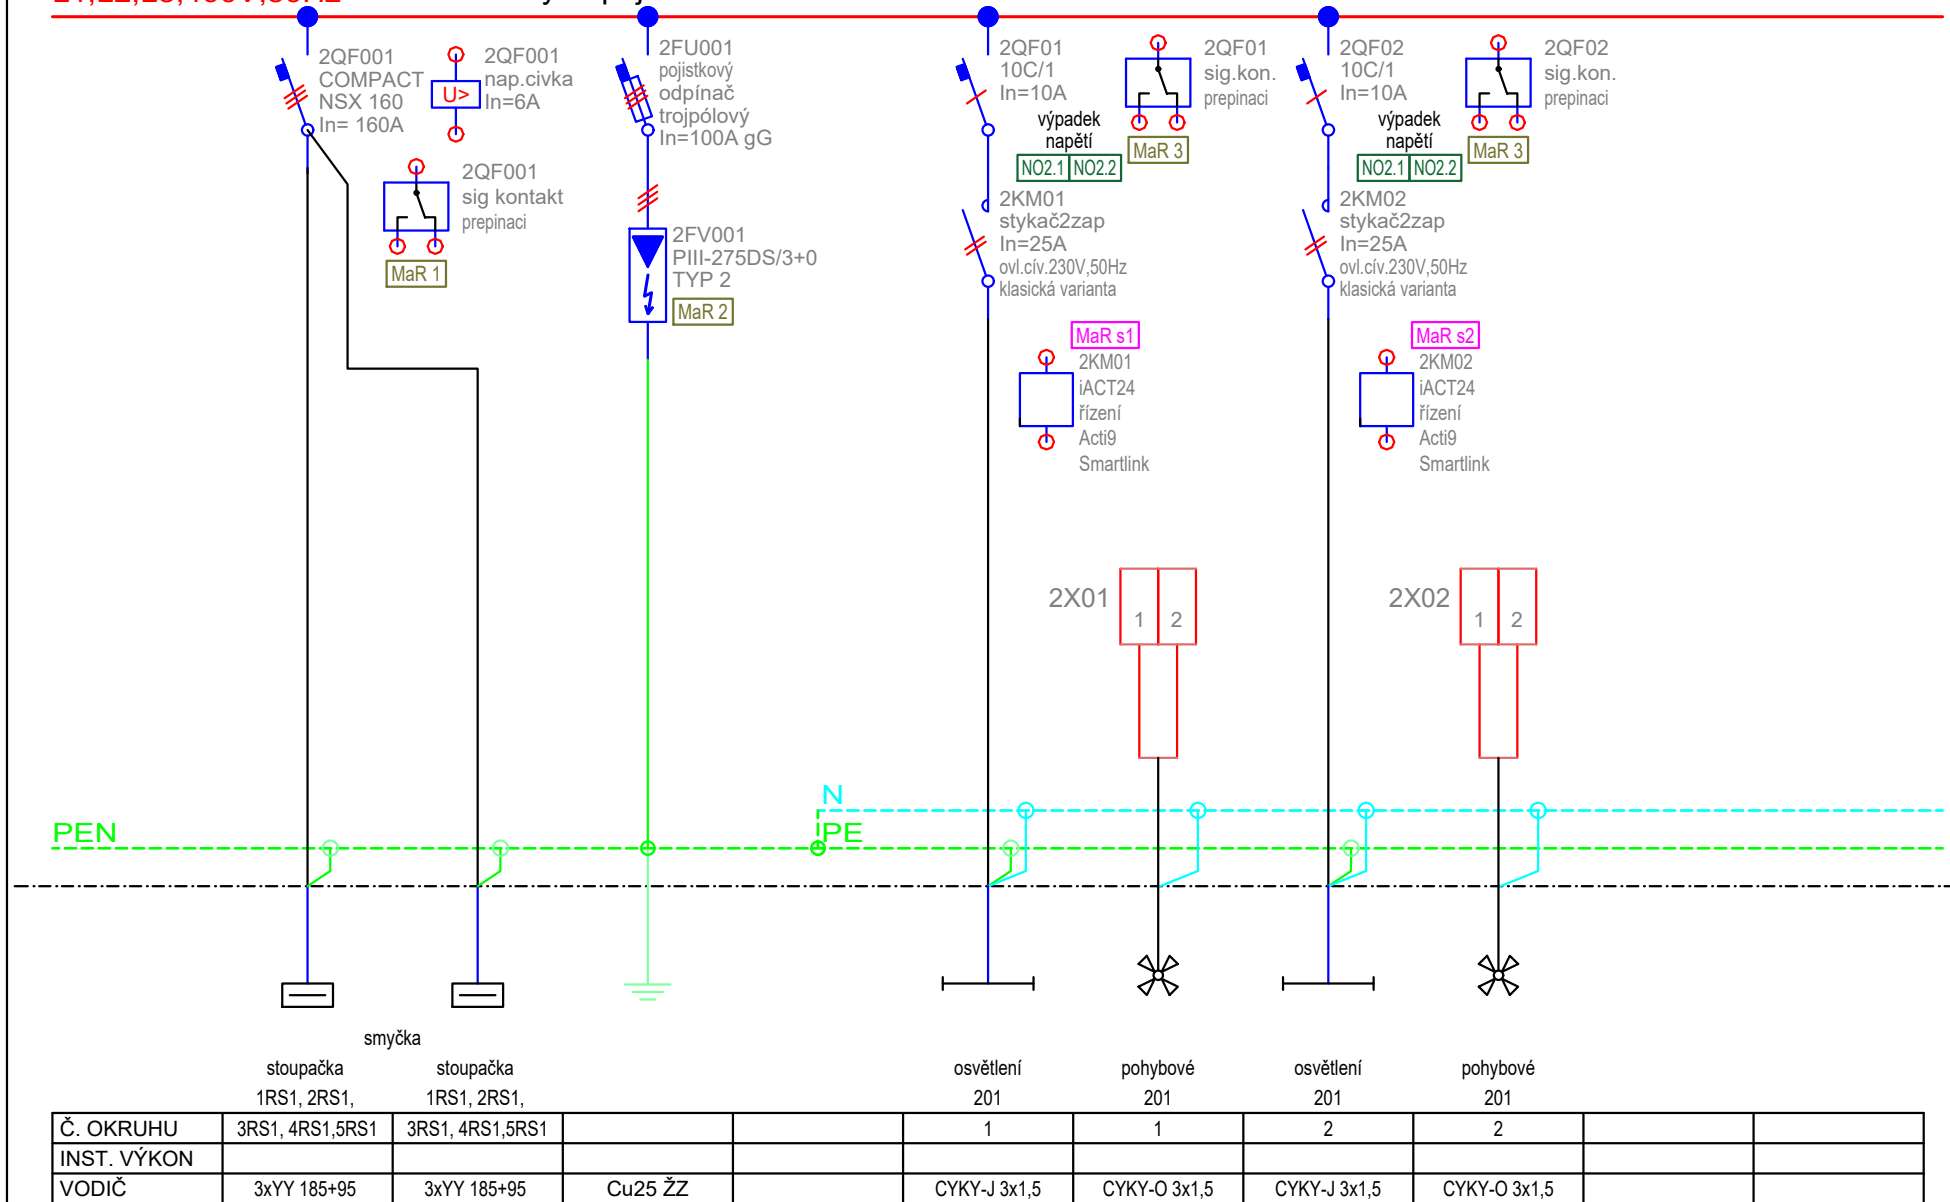 2QF001
COMPACT
NSX 160
In= 160A
2QF001
nap.civka
In=6A
U>
2QF001
sig kontakt
prepinaci
MaR 1
2FU001
pojistkový
odpínač
trojpólový
In=100A gG
2FV001
PIII-275DS/3+0
TYP 2
MaR 2
2QF01
10C/1
In=10A
výpadek
napětí
NO2.1 NO2.2
2QF01
sig.kon.
prepinaci
MaR 3
2KM01
stykač2zap
In=25A
ovl.cív.230V,50Hz
klasická varianta
MaR s1
2KM01
iACT24
řízení
Acti9
Smartlink
2QF02
10C/1
In=10A
výpadek
napětí
NO2.1 NO2.2
2QF02
sig.kon.
prepinaci
MaR 3
2KM02
stykač2zap
In=25A
ovl.cív.230V,50Hz
klasická varianta
MaR s2
2KM02
iACT24
řízení
Acti9
Smartlink
2X01
1 2
2X02
1 2
N
PEN
PE
smyčka
stoupačka stoupačka osvětlení pohybové osvětlení pohybové
1RS1, 2RS1, 1RS1, 2RS1, 201 201 201 201
Č. OKRUHU 3RS1, 4RS1,5RS1 3RS1, 4RS1,5RS1 1 1 2 2
INST. VÝKON
VODIČ 3xYY 185+95 3xYY 185+95 Cu25 ŽZ CYKY-J 3x1,5 CYKY-O 3x1,5 CYKY-J 3x1,5 CYKY-O 3x1,5